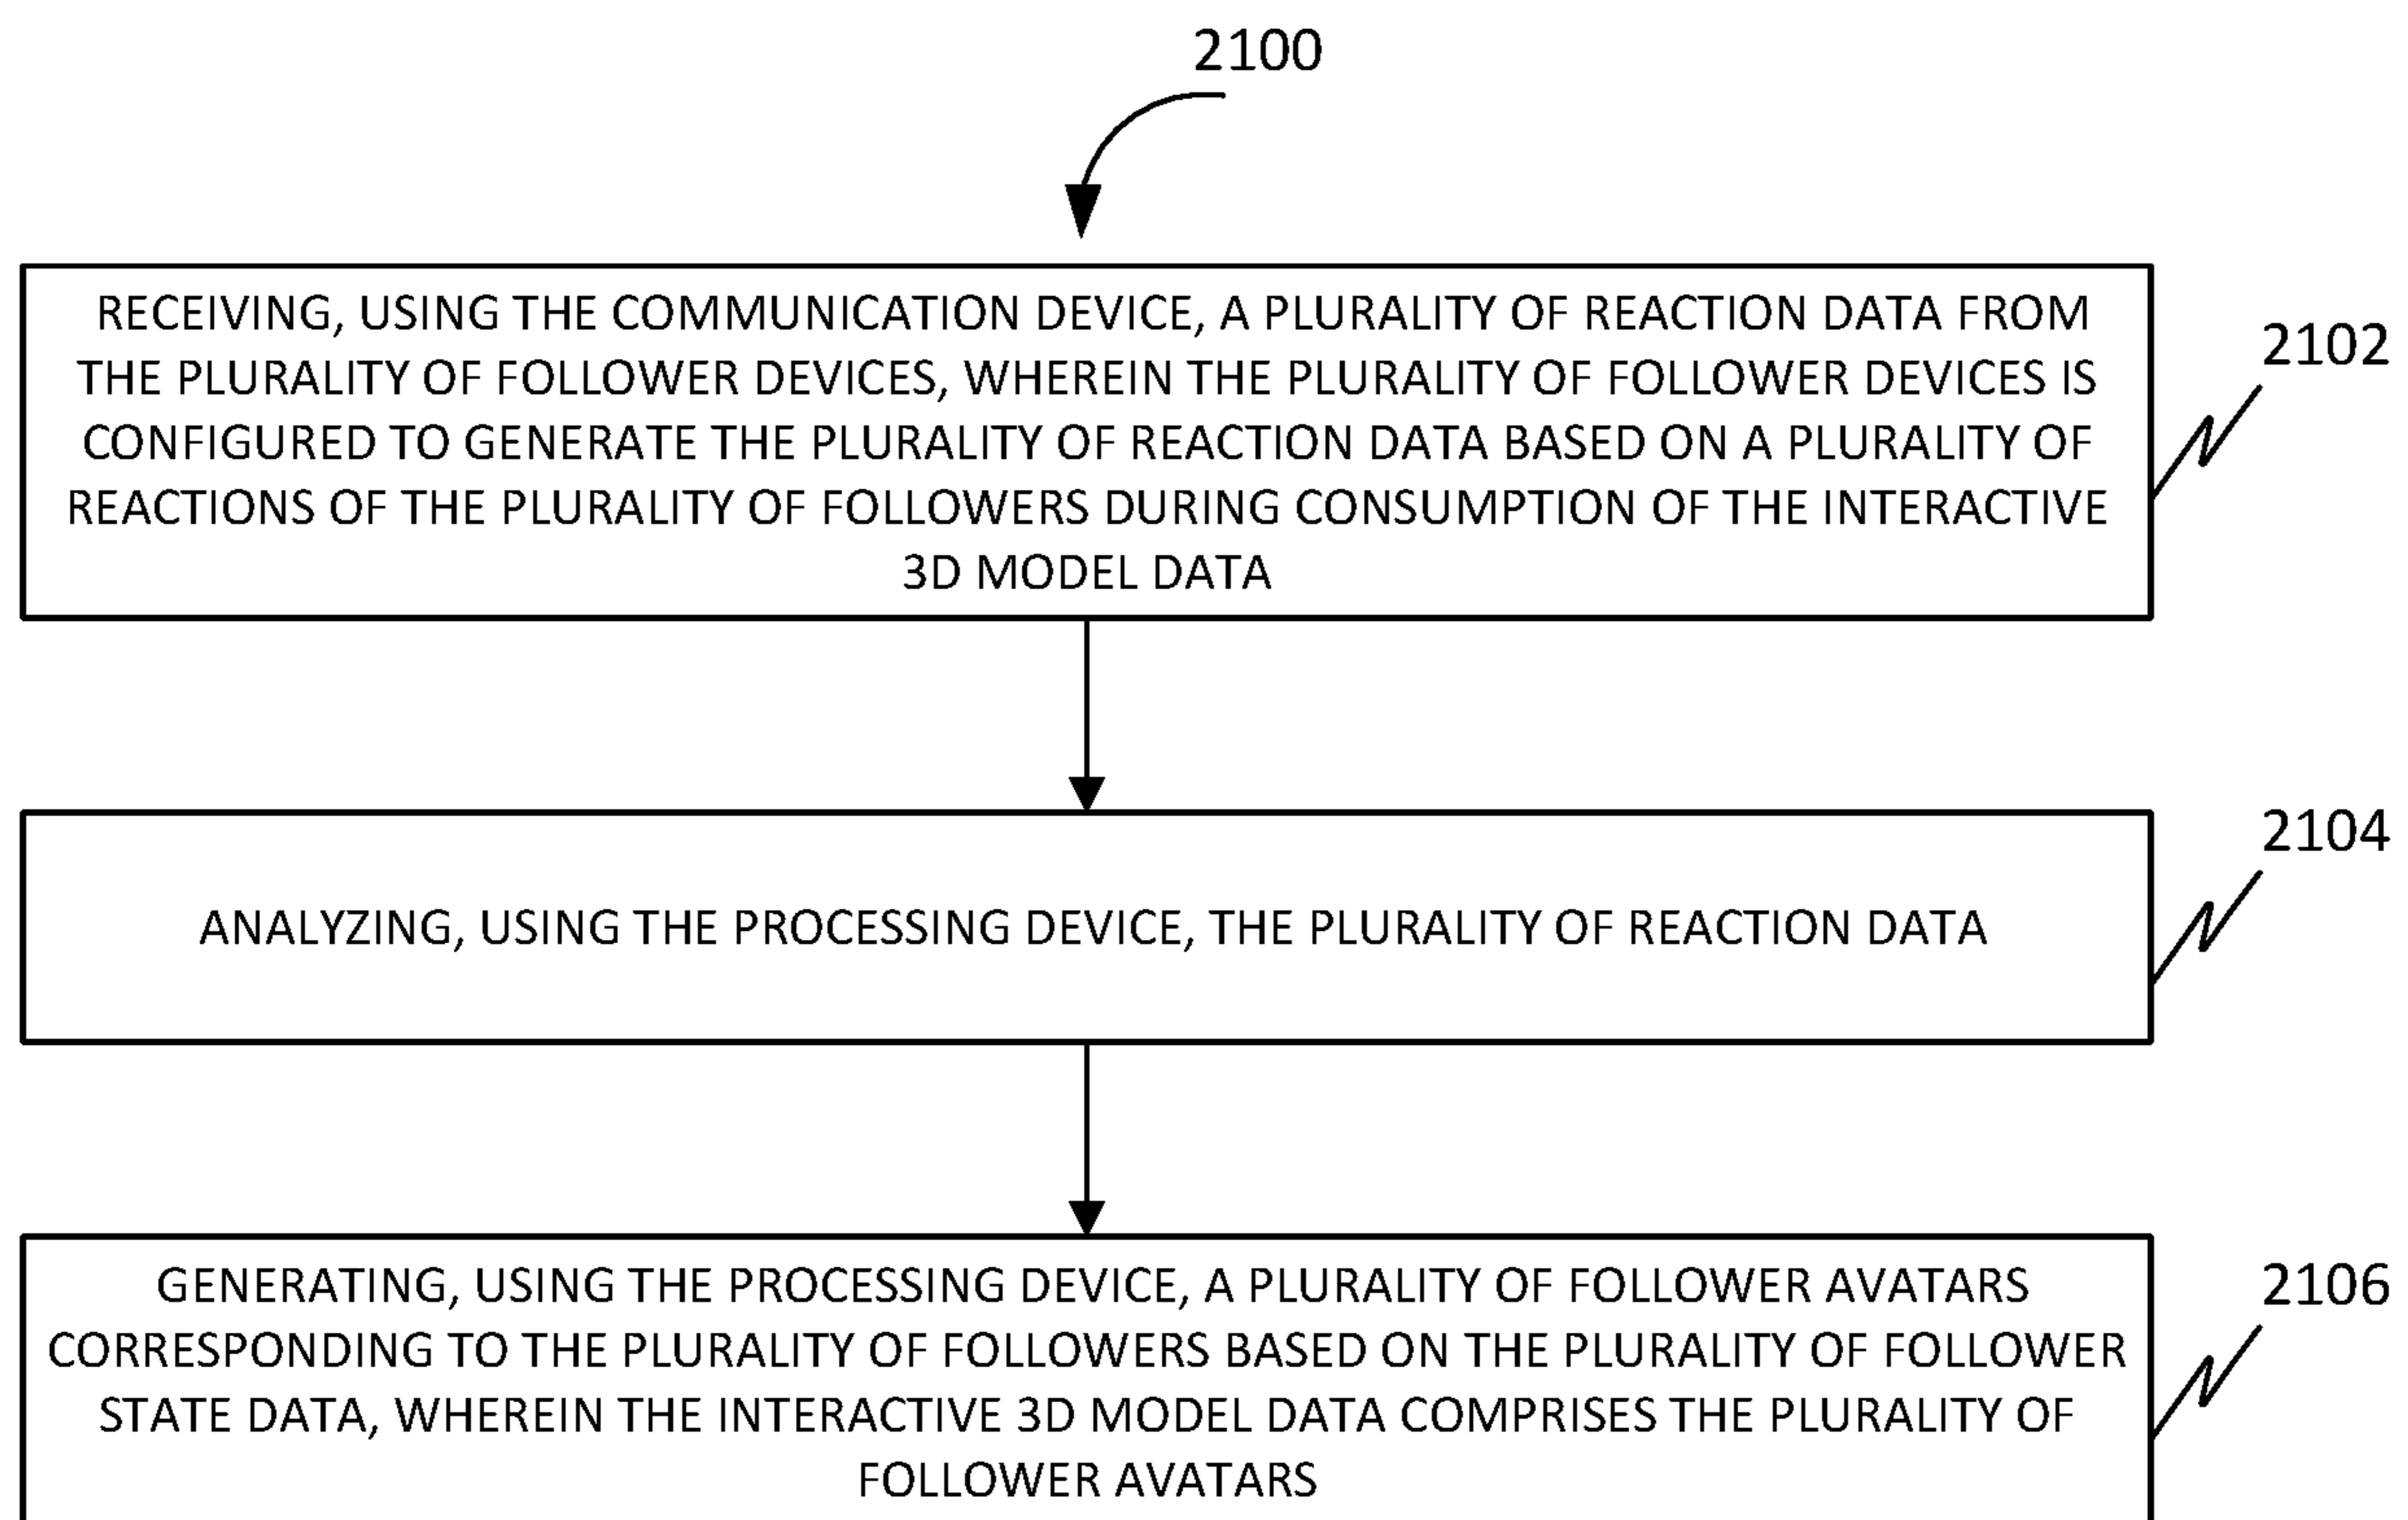 2100
RECEIVING, USING THE COMMUNICATION DEVICE, A PLURALITY OF REACTION DATA FROM
THE PLURALITY OF FOLLOWER DEVICES, WHEREIN THE PLURALITY OF FOLLOWER DEVICES IS
CONFIGURED TO GENERATE THE PLURALITY OF REACTION DATA BASED ON A PLURALITY OF
REACTIONS OF THE PLURALITY OF FOLLOWERS DURING CONSUMPTION OF THE INTERACTIVE
3D MODEL DATA
2102
ANALYZING, USING THE PROCESSING DEVICE, THE PLURALITY OF REACTION DATA
2104
GENERATING, USING THE PROCESSING DEVICE, A PLURALITY OF FOLLOWER AVATARS
CORRESPONDING TO THE PLURALITY OF FOLLOWERS BASED ON THE PLURALITY OF FOLLOWER
STATE DATA, WHEREIN THE INTERACTIVE 3D MODEL DATA COMPRISES THE PLURALITY OF
FOLLOWER AVATARS
2106